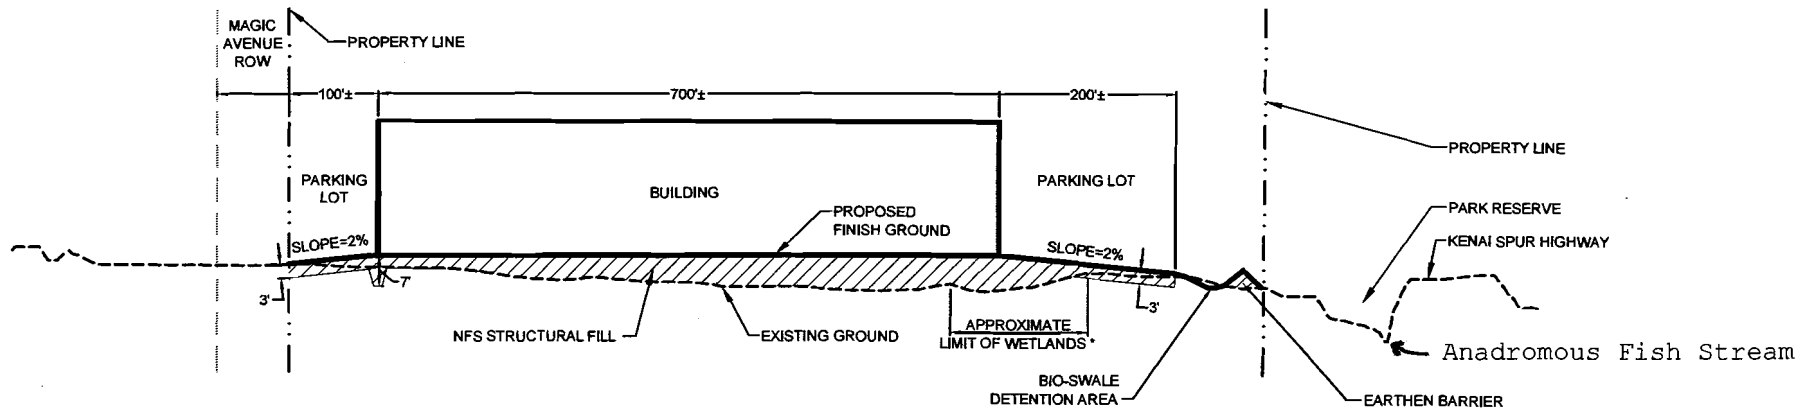 MAGIC
AVENUE
ROW
PROPERTY LINE
100'±
700'±
200'±
PROPERTY LINE
PARKING
LOT
BUILDING
PARKING LOT
PROPOSED
FINISH GROUND
PARK RESERVE
KENAI SPUR HIGHWAY
SLOPE=2%
SLOPE=2%
3'
7'
3'
NFS STRUCTURAL FILL
EXISTING GROUND
APPROXIMATE
LIMIT OF WETLANDS *
Anadromous Fish Stream
BIO-SWALE
DETENTION AREA
EARTHEN BARRIER